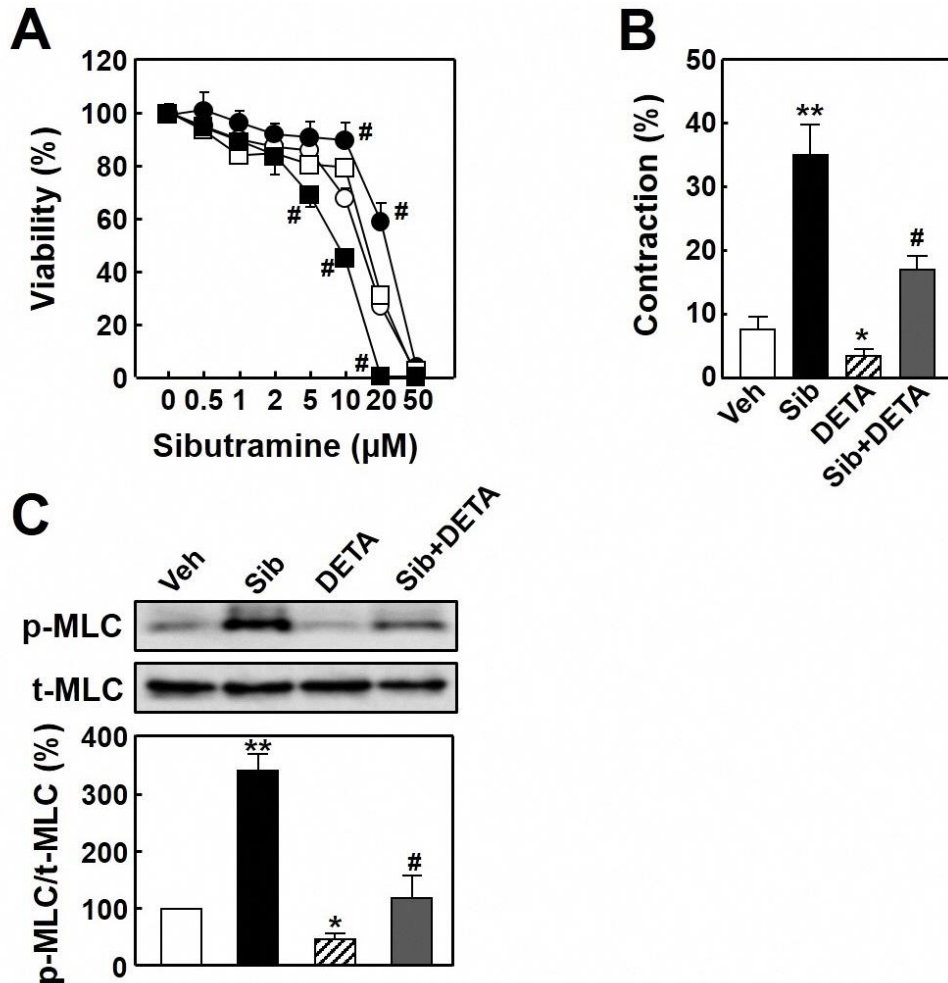 A
120
100
80
60
40
20
0
Viability (%)
#
#
#
#
#
0 0.5 1 2 5 10 20 50
Sibutramine (µM)
B
50
40
30
20
10
0
Contraction (%)
**
*
#
Veh
Sib
DETA
Sib+DETA
C
Veh
Sib
DETA
Sib+DETA
p-MLC
t-MLC
p-MLC/t-MLC (%)
400
300
200
100
0
**
*
#